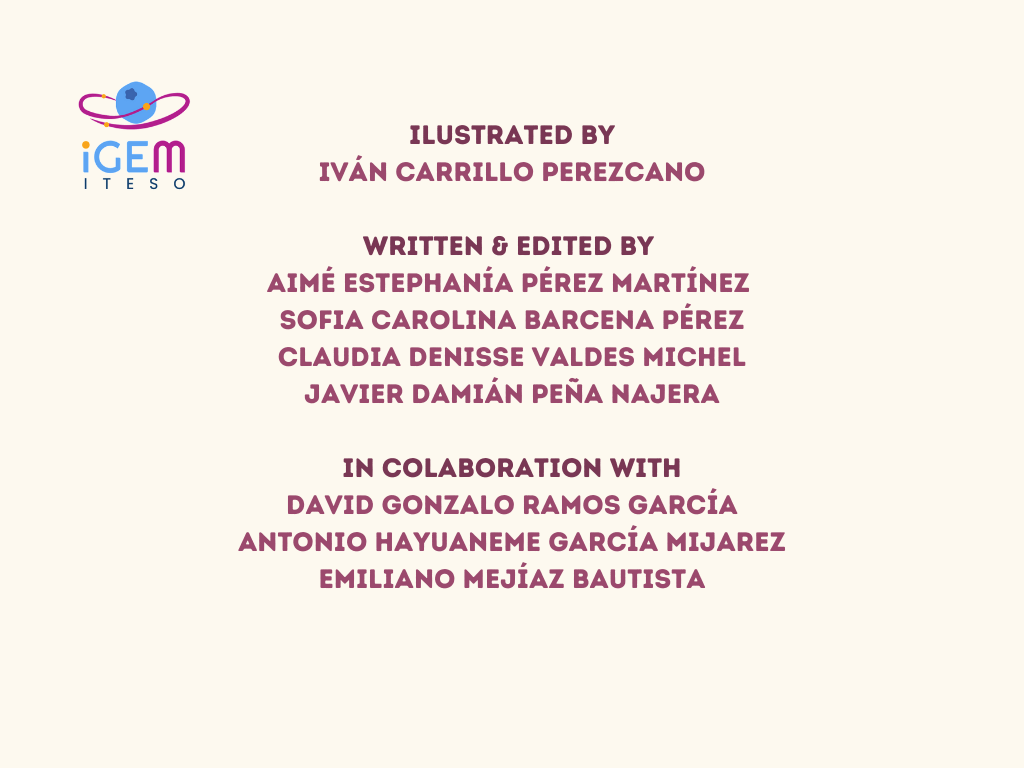 iGEM
ITESO
ILUSTRATED BY
IVÁN CARRILLO PEREZCANO
WRITTEN & EDITED BY
AIMÉ ESTEPHANÍA PÉREZ MARTÍNEZ
SOFIA CAROLINA BARCENA PÉREZ
CLAUDIA DENISSE VALDES MICHEL
JAVIER DAMIÁN PEÑA NAJERA
IN COLABORATION WITH
DAVID GONZALO RAMOS GARCÍA
ANTONIO HAYUANEME GARCÍA MIJAREZ
EMILIANO MEJÍAZ BAUTISTA